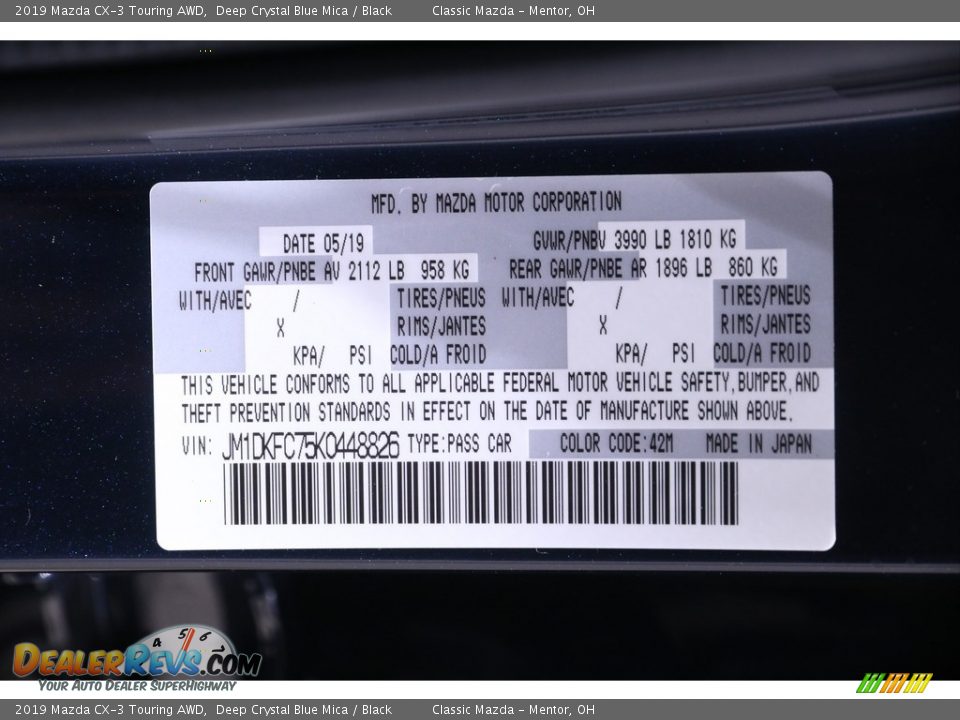 2019 Mazda CX-3 Touring AWD, Deep Crystal Blue Mica / Black Classic Mazda - Mentor, OH
MFD. BY MAZDA MOTOR CORPORATION
DATE 05/19 GVWR/PNBV 3990 LB 1810 KG
FRONT GAWR/PNBE AV 2112 LB 958 KG REAR GAWR/PNBE AR 1896 LB 860 KG
WITH/AVEC / TIRES/PNEUS WITH/AVEC / TIRES/PNEUS
X RIMS/JANTES X RIMS/JANTES
KPA/ PSI COLD/A FROID KPA/ PSI COLD/A FROID
THIS VEHICLE CONFORMS TO ALL APPLICABLE FEDERAL MOTOR VEHICLE SAFETY,BUMPER,AND
THEFT PREVENTION STANDARDS IN EFFECT ON THE DATE OF MANUFACTURE SHOWN ABOVE.
VIN: JM1DKFC75K0448826 TYPE:PASS CAR COLOR CODE:42M MADE IN JAPAN
4 5 6
DEALERREVS.COM
YOUR AUTO DEALER SUPERHIGHWAY
2019 Mazda CX-3 Touring AWD, Deep Crystal Blue Mica / Black Classic Mazda - Mentor, OH